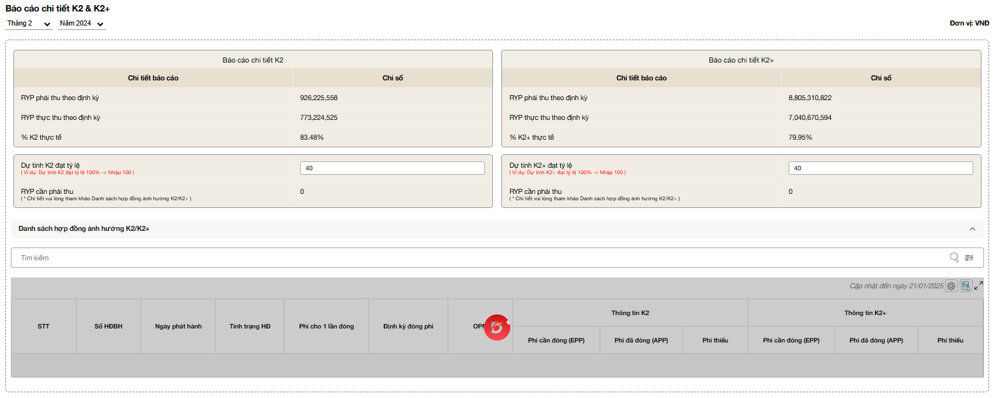 Báo cáo chi tiết K2 & K2+
Tháng 2 Năm 2024 Đơn vị: VNĐ
Báo cáo chi tiết K2
Chi tiết báo cáo Chỉ số
RYP phải thu theo định kỳ 926,225,558
RYP thực thu theo định kỳ 773,224,525
% K2 thực tế 83.48%
Báo cáo chi tiết K2+
Chi tiết báo cáo Chỉ số
RYP phải thu theo định kỳ 8,805,310,822
RYP thực thu theo định kỳ 7,040,670,594
% K2+ thực tế 79.95%
Dự tính K2 đạt tỷ lệ 40
( Ví dụ: Dự tính K2 đạt tỷ lệ 100% -> Nhập 100 )
RYP cần phải thu 0
( * Chi tiết vui lòng tham khảo Danh sách hợp đồng ảnh hưởng K2/K2+ )
Dự tính K2+ đạt tỷ lệ 40
( Ví dụ: Dự tính K2+ đạt tỷ lệ 100% -> Nhập 100 )
RYP cần phải thu 0
( * Chi tiết vui lòng tham khảo Danh sách hợp đồng ảnh hưởng K2/K2+ )
Danh sách hợp đồng ảnh hưởng K2/K2+
Tìm kiếm
Cập nhật đến ngày 21/01/2025
STT Số HĐBH Ngày phát hành Tình trạng HĐ Phí cho 1 lần đóng Định kỳ đóng phí Thông tin K2 Thông tin K2+
Phí cần đóng (EPP) Phí đã đóng (APP) Phí thiếu Phí cần đóng (EPP) Phí đã đóng (APP) Phí thiếu